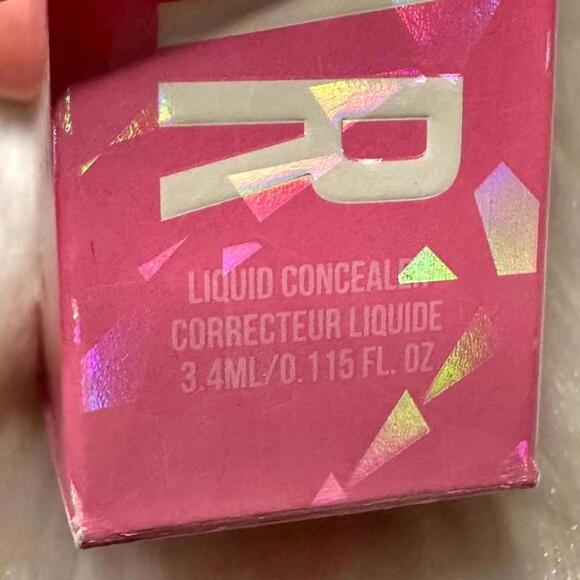 R
LIQUID CONCEALER
CORRECTEUR LIQUIDE
3.4ML/0.115 FL. OZ